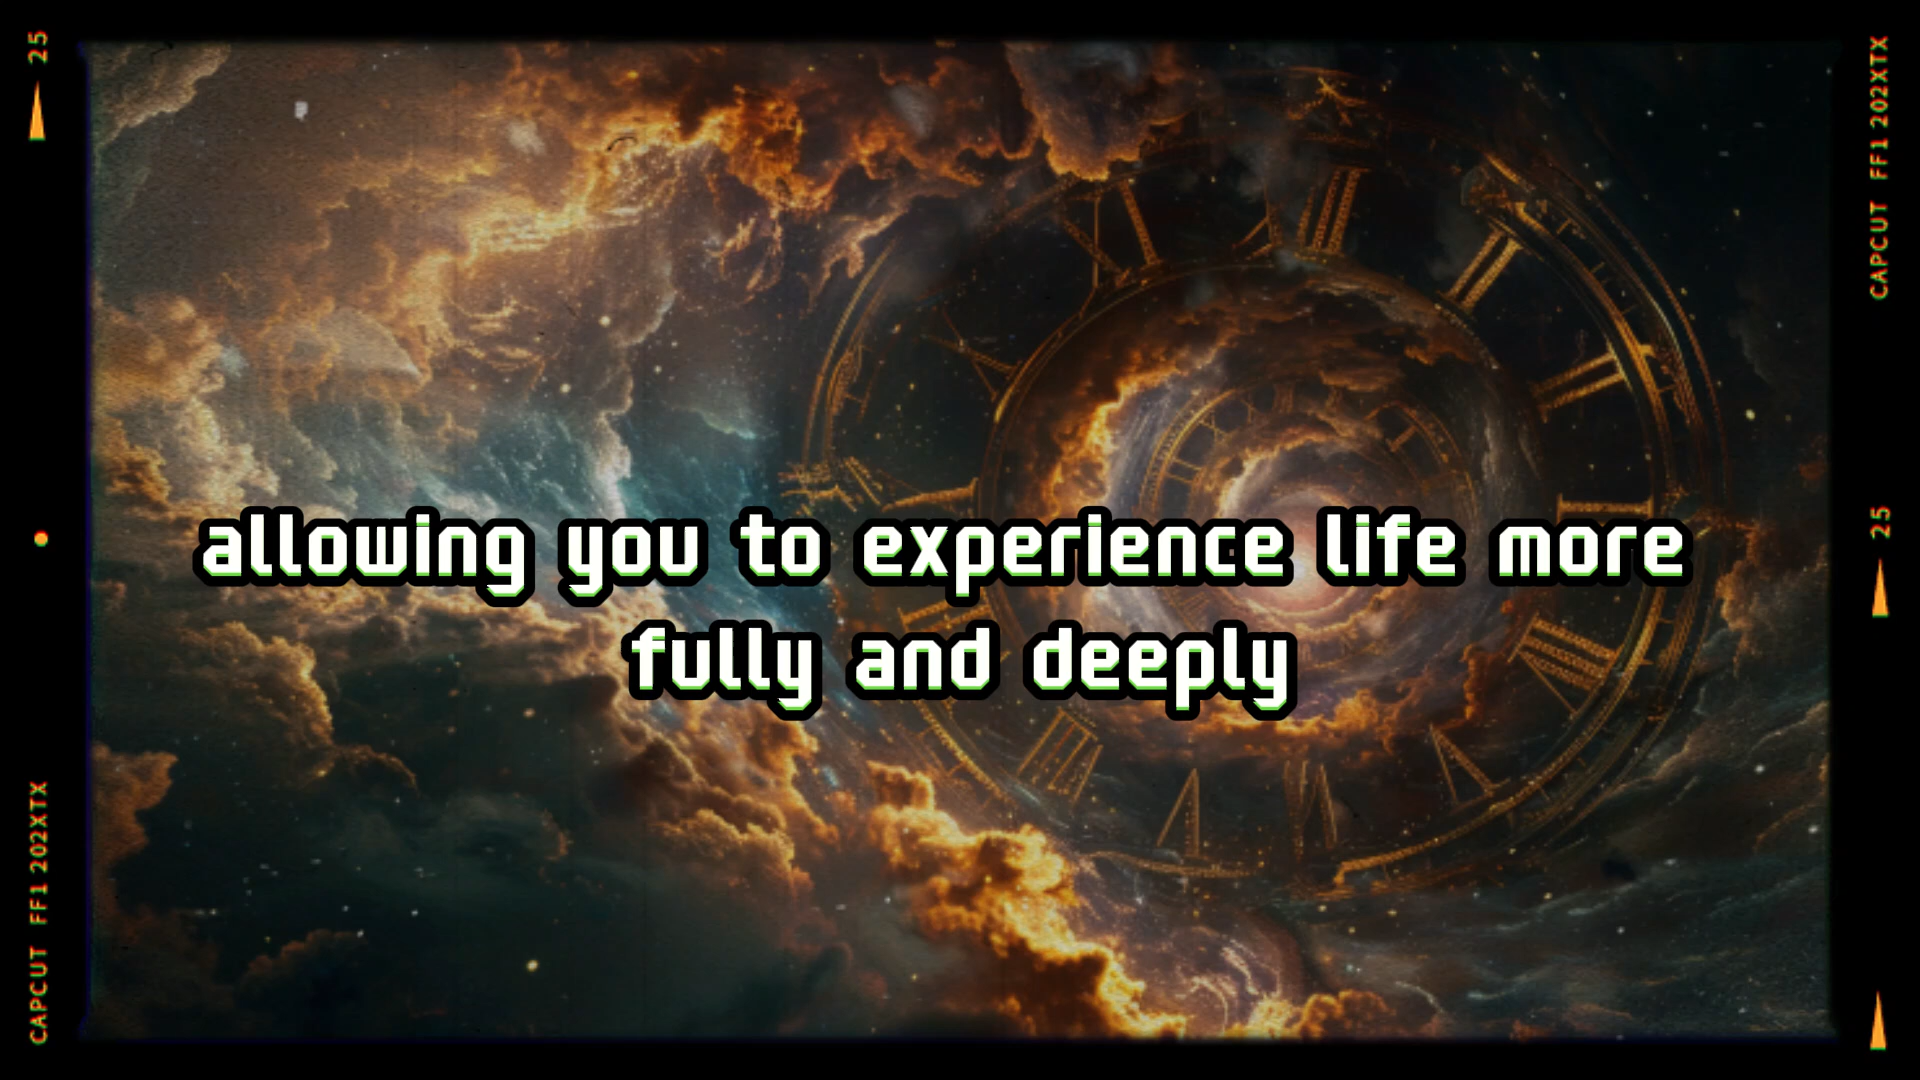 25
CAPCUT FF1 202XTX
allowing you to experience life more
fully and deeply
25
CAPCUT FF1 202XTX